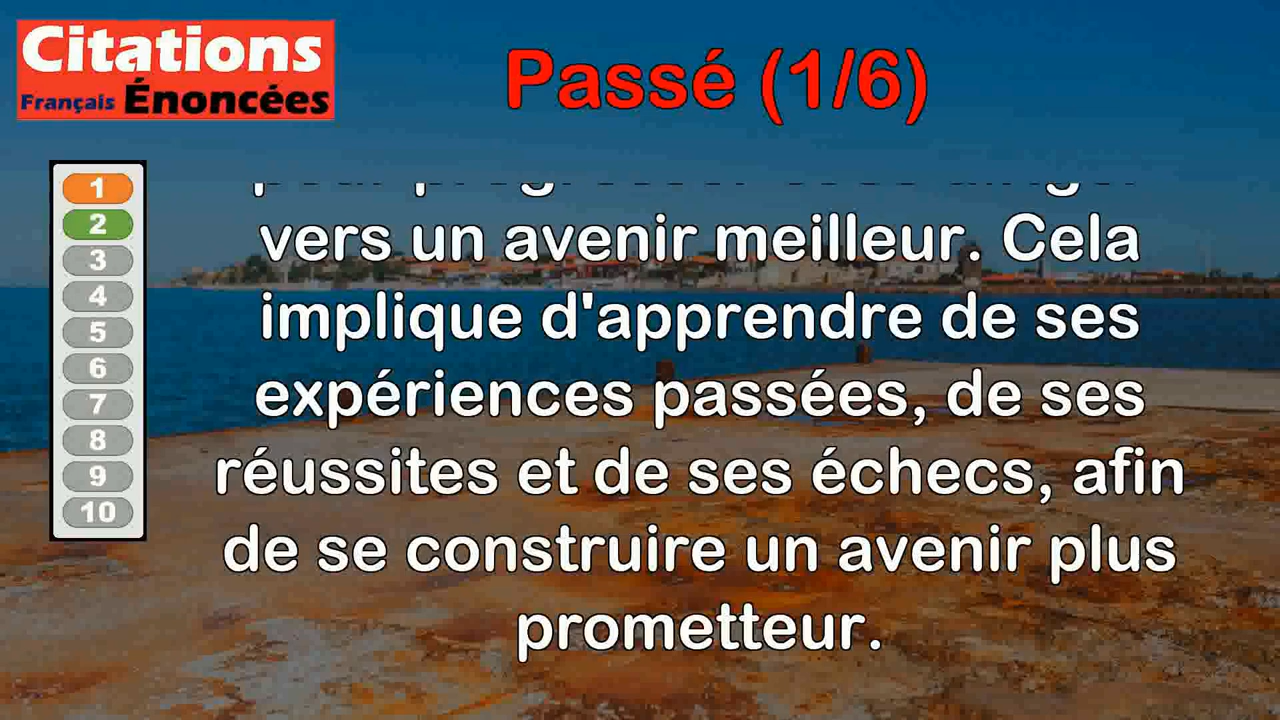 Citations
Français Énoncées
Passé (1/6)
1
2
3
4
5
6
7
8
9
10
vers un avenir meilleur. Cela
implique d'apprendre de ses
expériences passées, de ses
réussites et de ses échecs, afin
de se construire un avenir plus
prometteur.